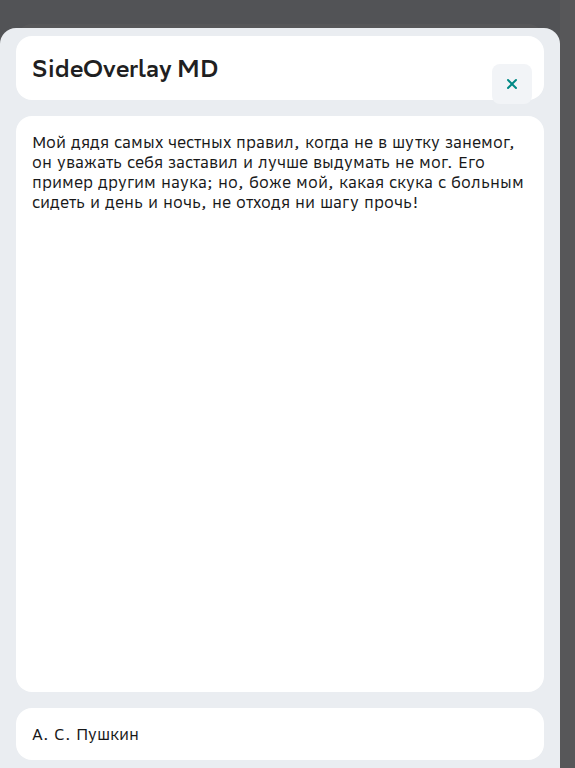 SideOverlay MD
Мой дядя самых честных правил, когда не в шутку занемог,
он уважать себя заставил и лучше выдумать не мог. Его
пример другим наука; но, боже мой, какая скука с больным
сидеть и день и ночь, не отходя ни шагу прочь!
А. С. Пушкин